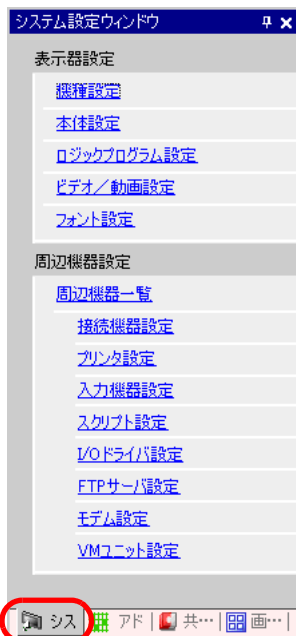 システム設定ウィンドウ
表示器設定
機種設定
本体設定
ロジックプログラム設定
ビデオ／動画設定
フォント設定
周辺機器設定
周辺機器一覧
接続機器設定
プリンタ設定
入力機器設定
スクリプト設定
I/Oドライバ設定
FTPサーバ設定
モデム設定
VMユニット設定
シス アド 共… 画…